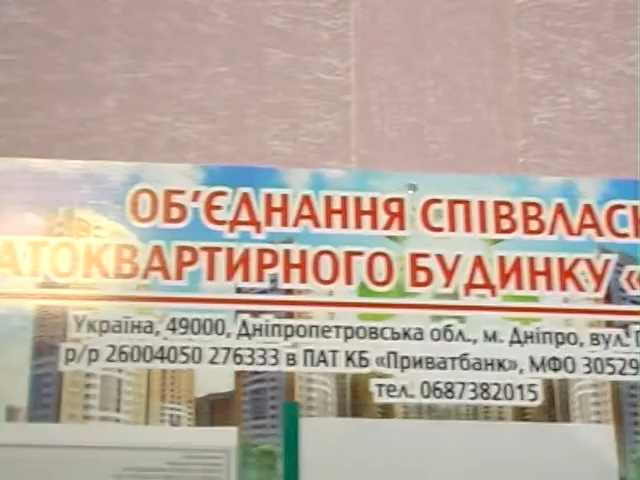 ОБ'ЄДНАННЯ СПІВВЛАСН
АТОКВАРТИРНОГО БУДИНКУ «
Україна, 49000, Дніпропетровська обл., м. Дніпро, вул. П
р/р 26004050 276333 в ПАТ КБ «Приватбанк», МФО 30529
тел. 0687382015